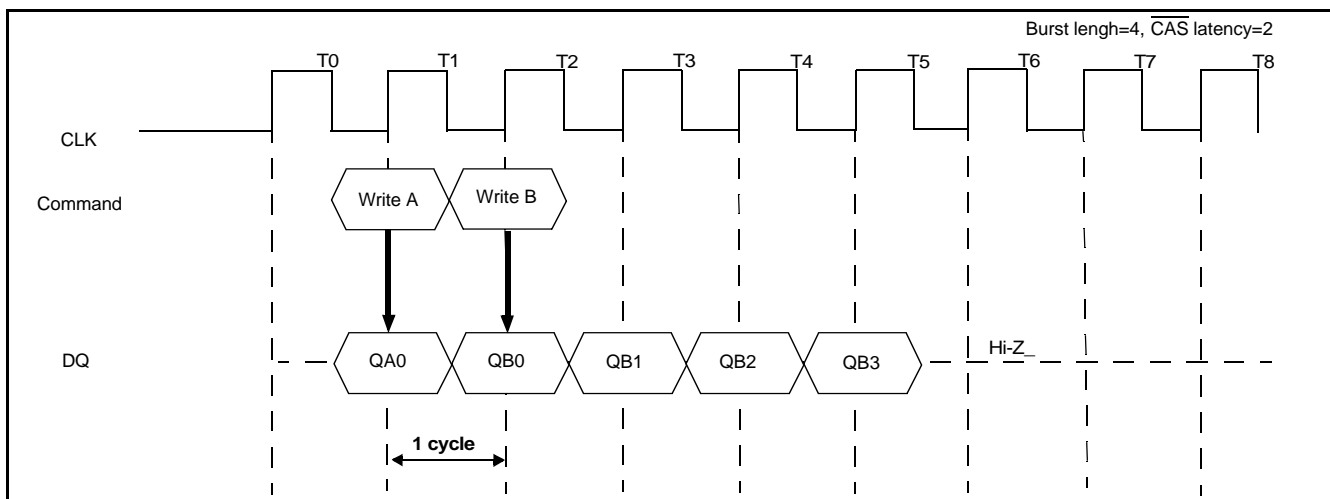 Burst lengh=4, CAS latency=2
T0 T1 T2 T3 T4 T5 T6 T7 T8
CLK
Command
Write A
Write B
DQ
QA0
QB0
QB1
QB2
QB3
Hi-Z
1 cycle